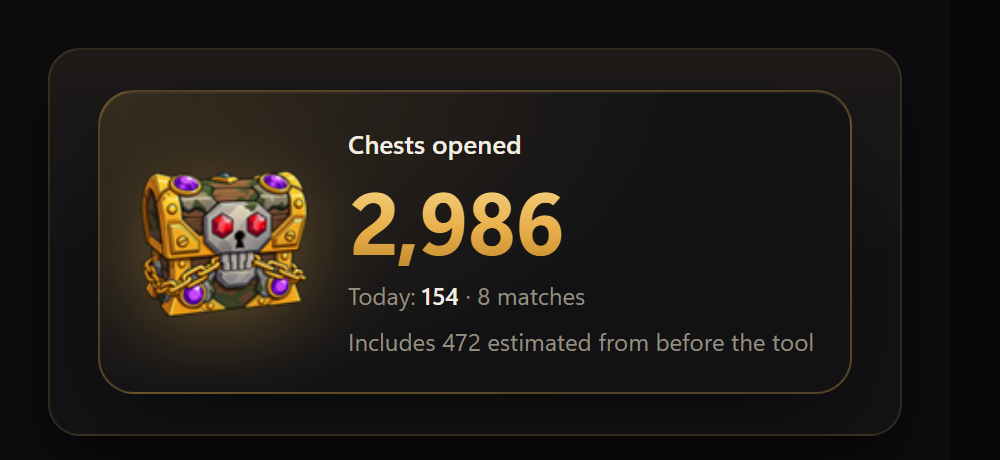 Chests opened
2,986
Today: 154 · 8 matches
Includes 472 estimated from before the tool